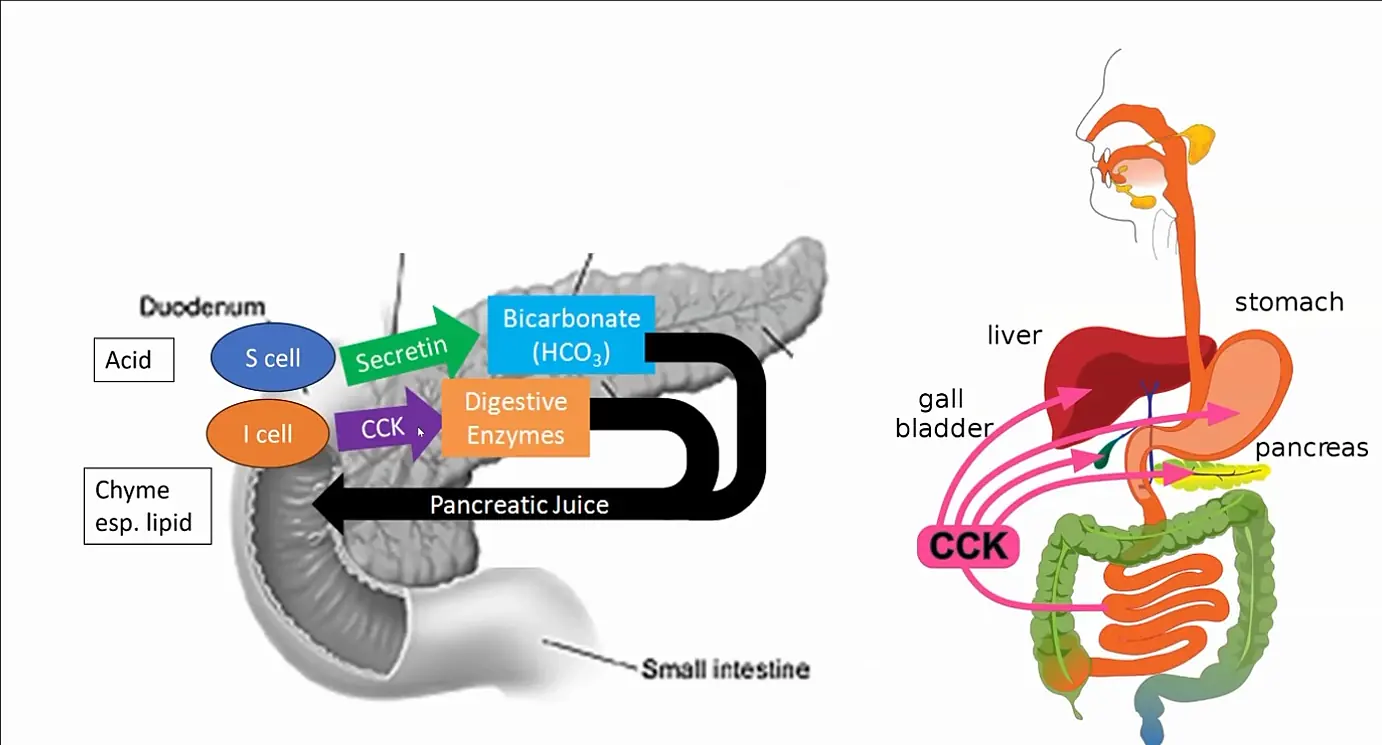 Duodenum
Acid
S cell
Secretin
Bicarbonate
(HCO₃)
I cell
CCK
Digestive
Enzymes
Chyme
esp. lipid
Pancreatic Juice
Small intestine
stomach
liver
gall
bladder
pancreas
CCK